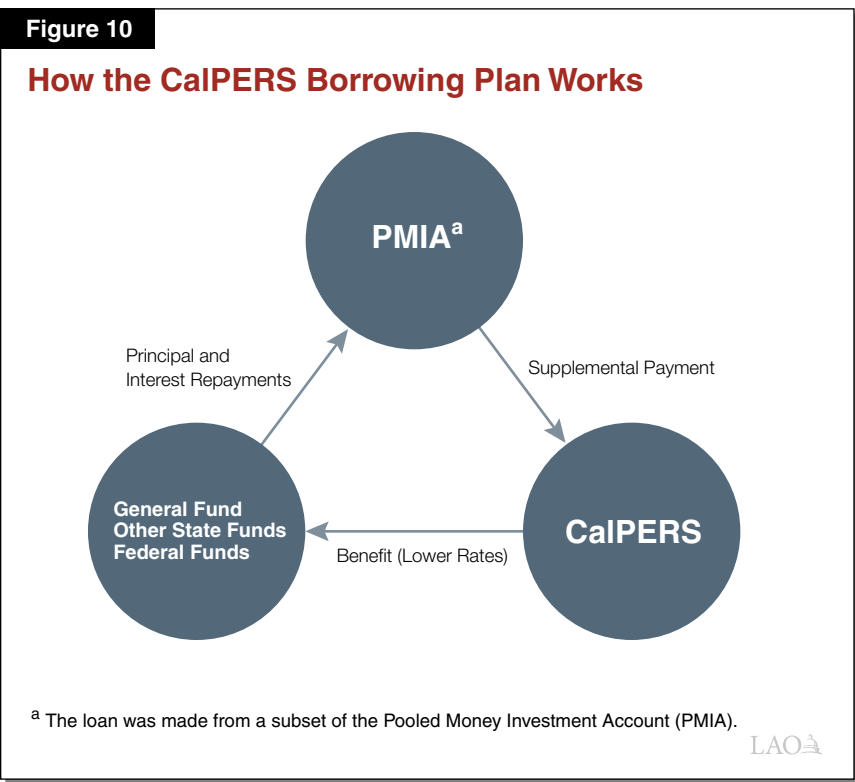 Figure 10
How the CalPERS Borrowing Plan Works
PMIAa
Principal and
Interest Repayments
Supplemental Payment
General Fund
Other State Funds
Federal Funds
CalPERS
Benefit (Lower Rates)
a The loan was made from a subset of the Pooled Money Investment Account (PMIA).
LAO